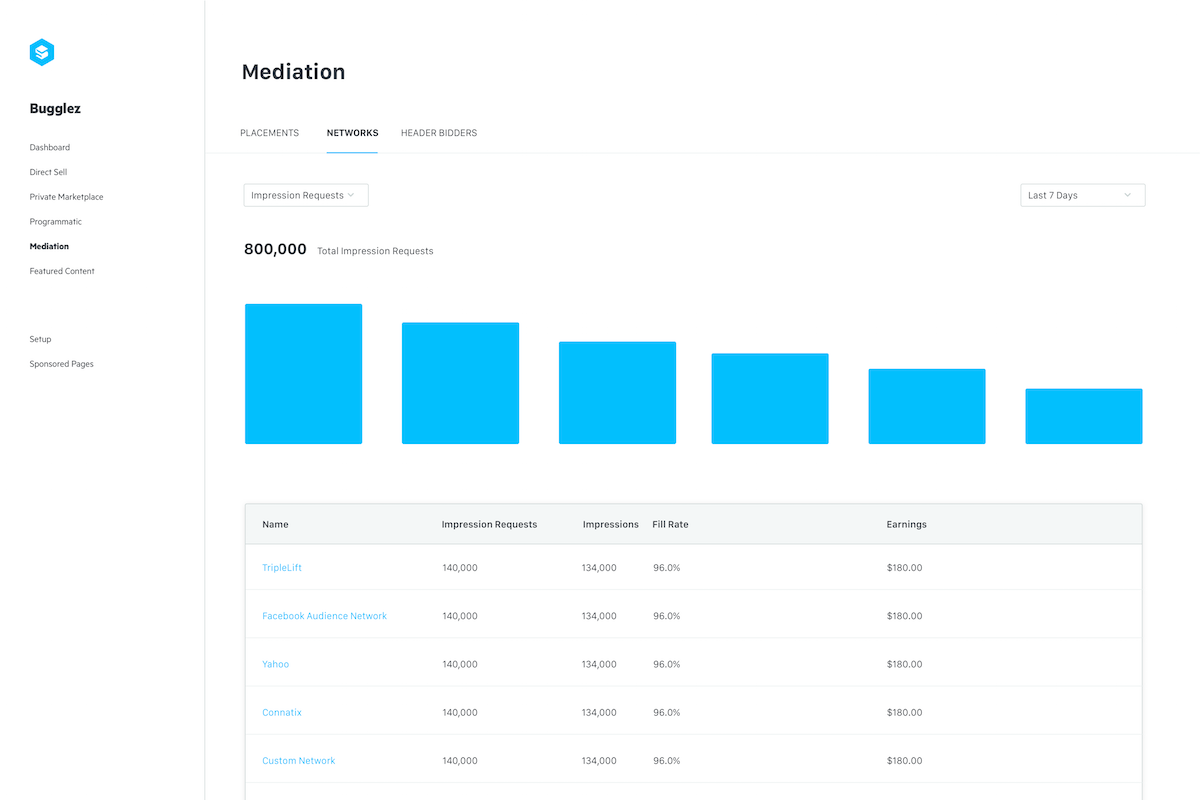 Bugglez
Dashboard
Direct Sell
Private Marketplace
Programmatic
Mediation
Featured Content
Setup
Sponsored Pages
Mediation
PLACEMENTS NETWORKS HEADER BIDDERS
Impression Requests Last 7 Days
800,000 Total Impression Requests
Name Impression Requests Impressions Fill Rate Earnings
TripleLift 140,000 134,000 96.0% $180.00
Facebook Audience Network 140,000 134,000 96.0% $180.00
Yahoo 140,000 134,000 96.0% $180.00
Connatix 140,000 134,000 96.0% $180.00
Custom Network 140,000 134,000 96.0% $180.00